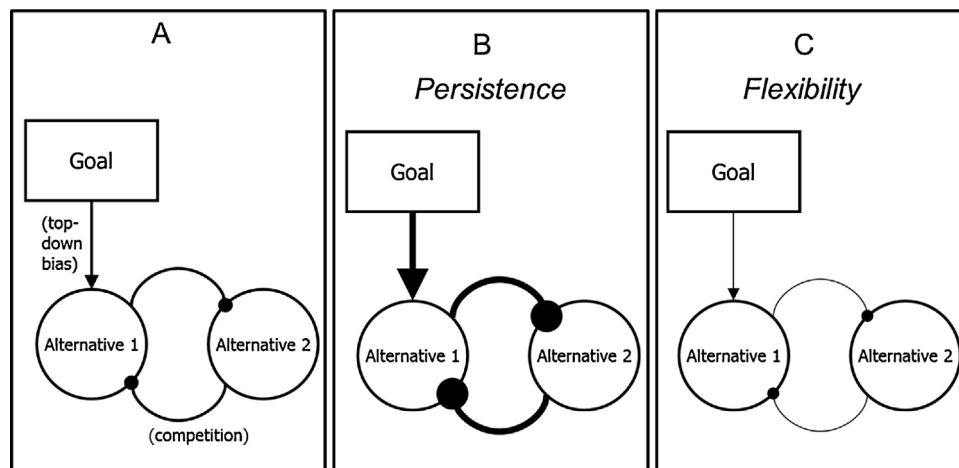 A
Goal
(top-
down
bias)
Alternative 1
Alternative 2
(competition)
B
Persistence
Goal
Alternative 1
Alternative 2
C
Flexibility
Goal
Alternative 1
Alternative 2